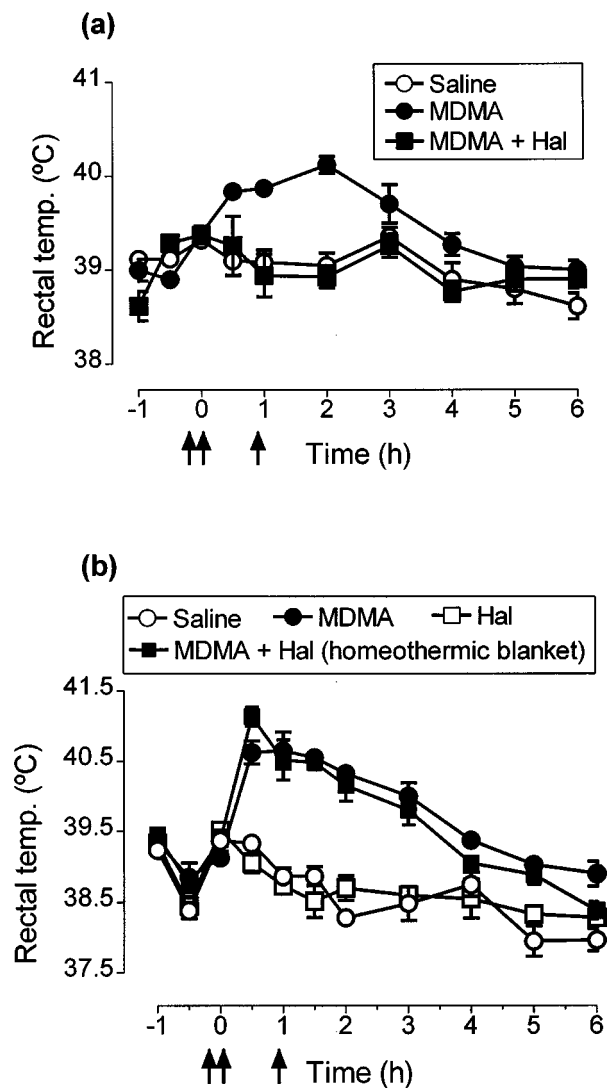 (a)
Saline
MDMA
MDMA + Hal
Rectal temp. (ºC)
41
40
39
38
-1 0 1 2 3 4 5 6
Time (h)
(b)
Saline MDMA Hal
MDMA + Hal (homeothermic blanket)
Rectal temp. (ºC)
41.5
40.5
39.5
38.5
37.5
-1 0 1 2 3 4 5 6
Time (h)